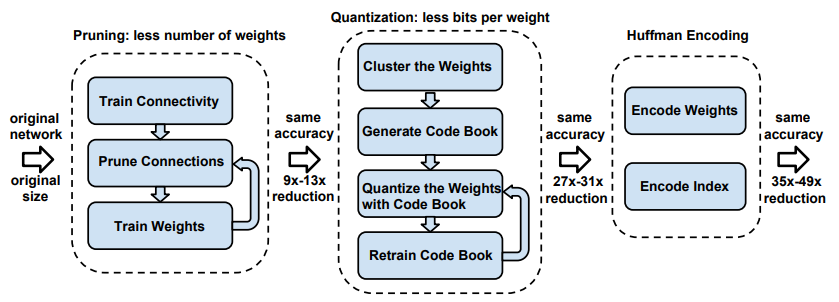 original
network
original
size
Pruning: less number of weights
Train Connectivity
Prune Connections
Train Weights
same
accuracy
9x-13x
reduction
Quantization: less bits per weight
Cluster the Weights
Generate Code Book
Quantize the Weights
with Code Book
Retrain Code Book
same
accuracy
27x-31x
reduction
Huffman Encoding
Encode Weights
Encode Index
same
accuracy
35x-49x
reduction